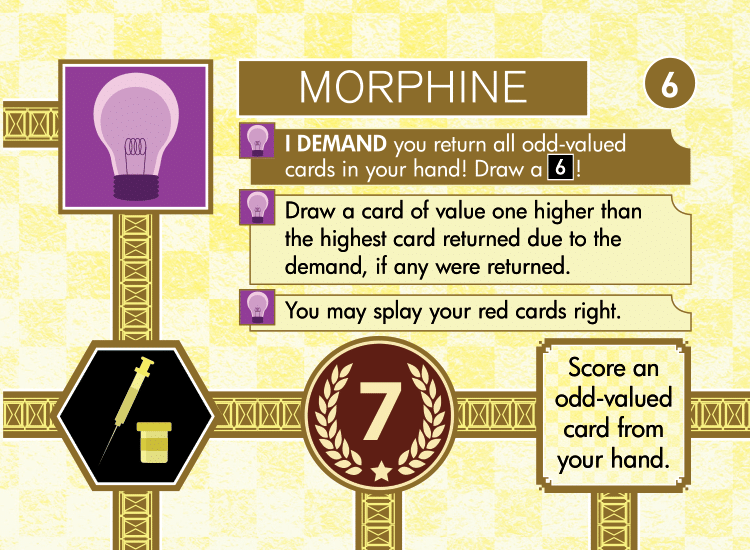 MORPHINE
6
I DEMAND you return all odd-valued
cards in your hand! Draw a 6!
Draw a card of value one higher than
the highest card returned due to the
demand, if any were returned.
You may splay your red cards right.
7
Score an
odd-valued
card from
your hand.